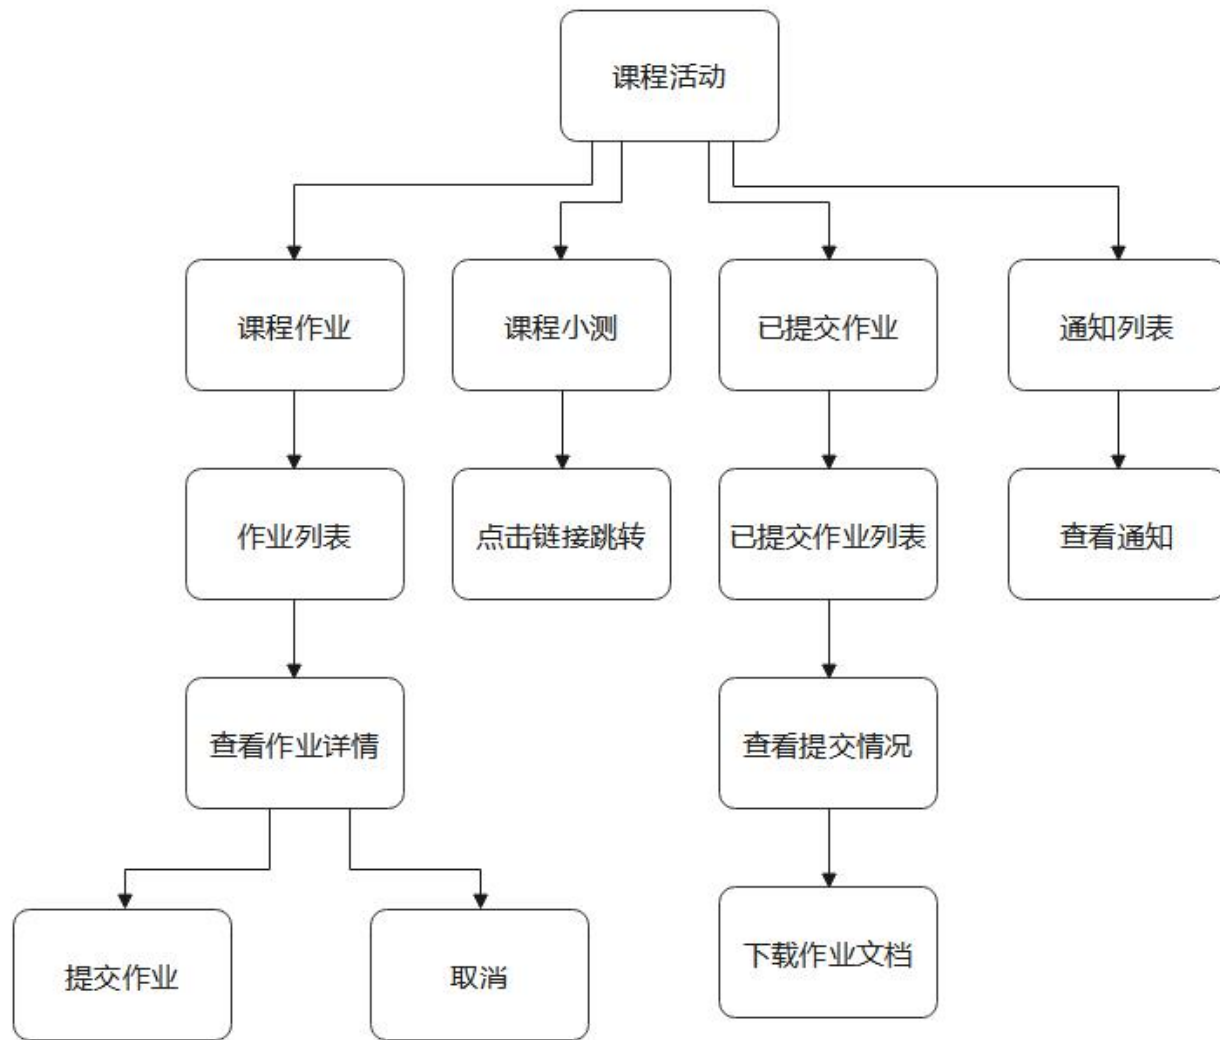 课程活动
课程作业
课程小测
已提交作业
通知列表
作业列表
点击链接跳转
已提交作业列表
查看通知
查看作业详情
查看提交情况
提交作业
取消
下载作业文档